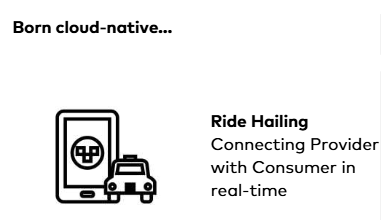 Born cloud-native...
Ride Hailing
Connecting Provider
with Consumer in
real-time